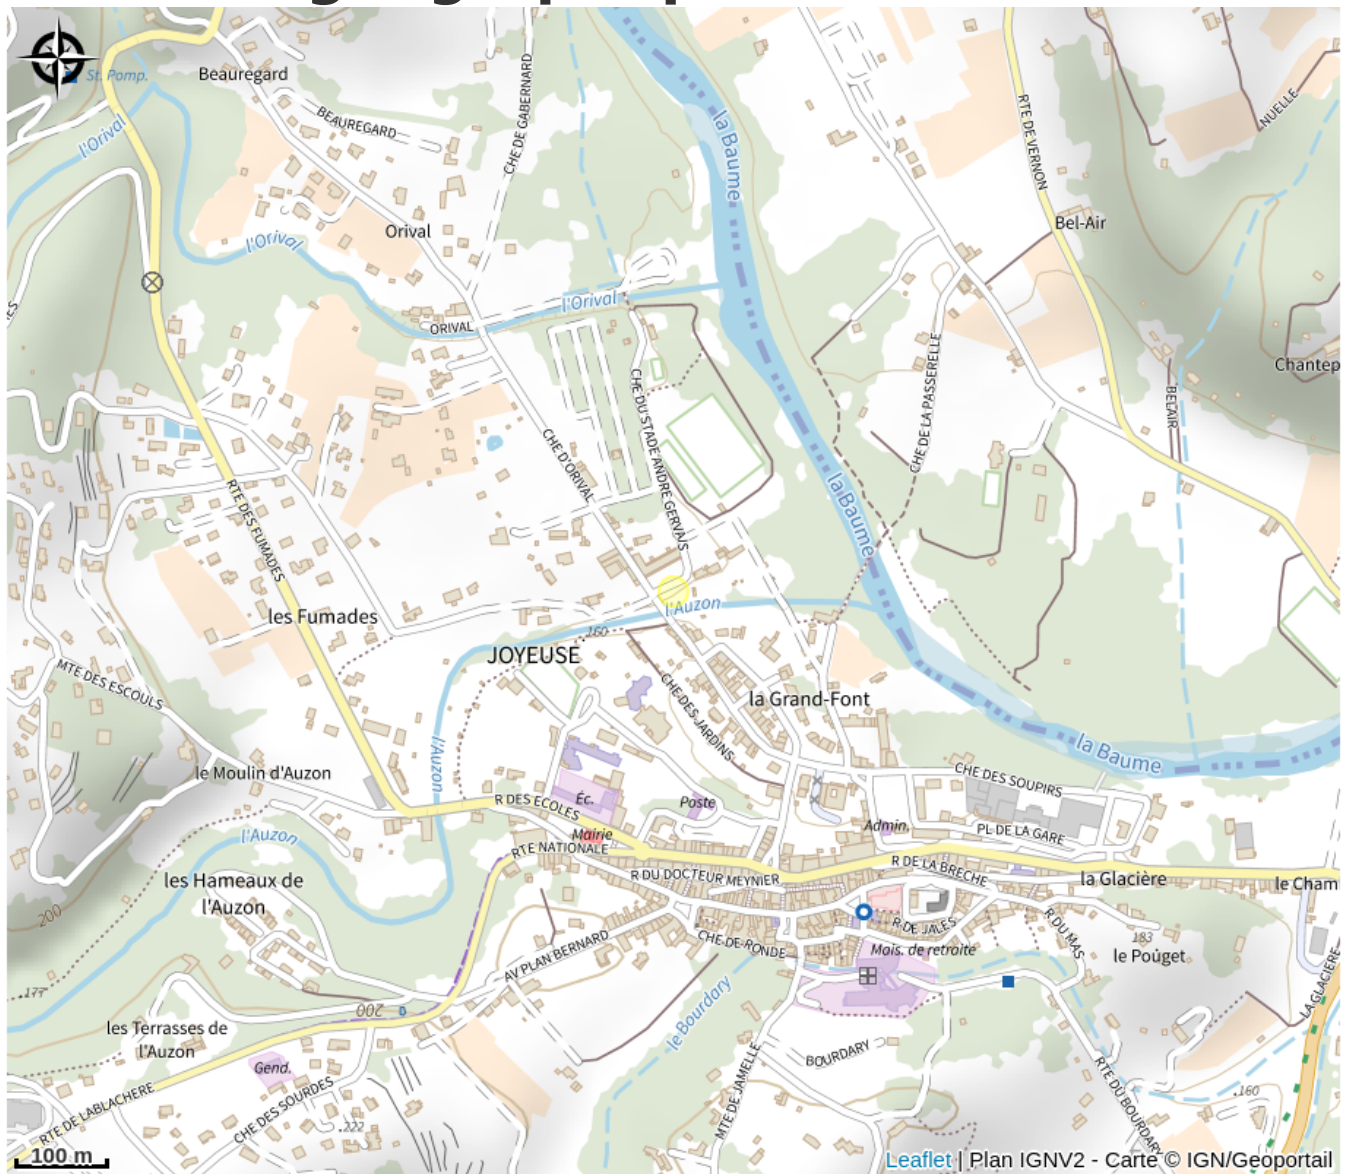 St. Pomp.
Beauregard
BEAUREGARD
CHE DE GABERNARD
la Baume
RTE DE VERNON
NUELLE
l'Orival
l'Orival
Orival
Bel-Air
l'Orival
ORIVAL
CHE DE LA PASSERELLE
Chantep
BELAIR
CHE DU STADE ANDRE GERVAIS
CHE D'ORIVAL
la Baume
RTE DES FUMADES
les Fumades
l'Auzon
160
JOYEUSE
MTE DES ESCOULS
CHE DES JARDINS
la Grand-Font
l'Auzon
la Baume
le Moulin d'Auzon
CHE DES SOUPIRS
R DES ECOLES
Éc.
Poste
Mairie
Admin.
PL DE LA GARE
l'Auzon
RTE NATIONALE
R DU DOCTEUR MEYNIER
R DE LA BRECHE
la Glacière
le Cham
les Hameaux de
l'Auzon
200
R DE JALES
R DU MAS
183
le Pouget
CHE DE RONDE
Mais. de retraite
AV PLAN BERNARD
177
200
le Bourdary
LA GLACIERE
les Terrasses de
l'Auzon
Gend.
BOURDARY
RTE DE LABLACHERE
CHE DES SOURDES
222
MTE DE JAMELLE
RTE DU BOURDARY
160
100 m
Leaflet | Plan IGNV2 - Carte © IGN/Geoportail